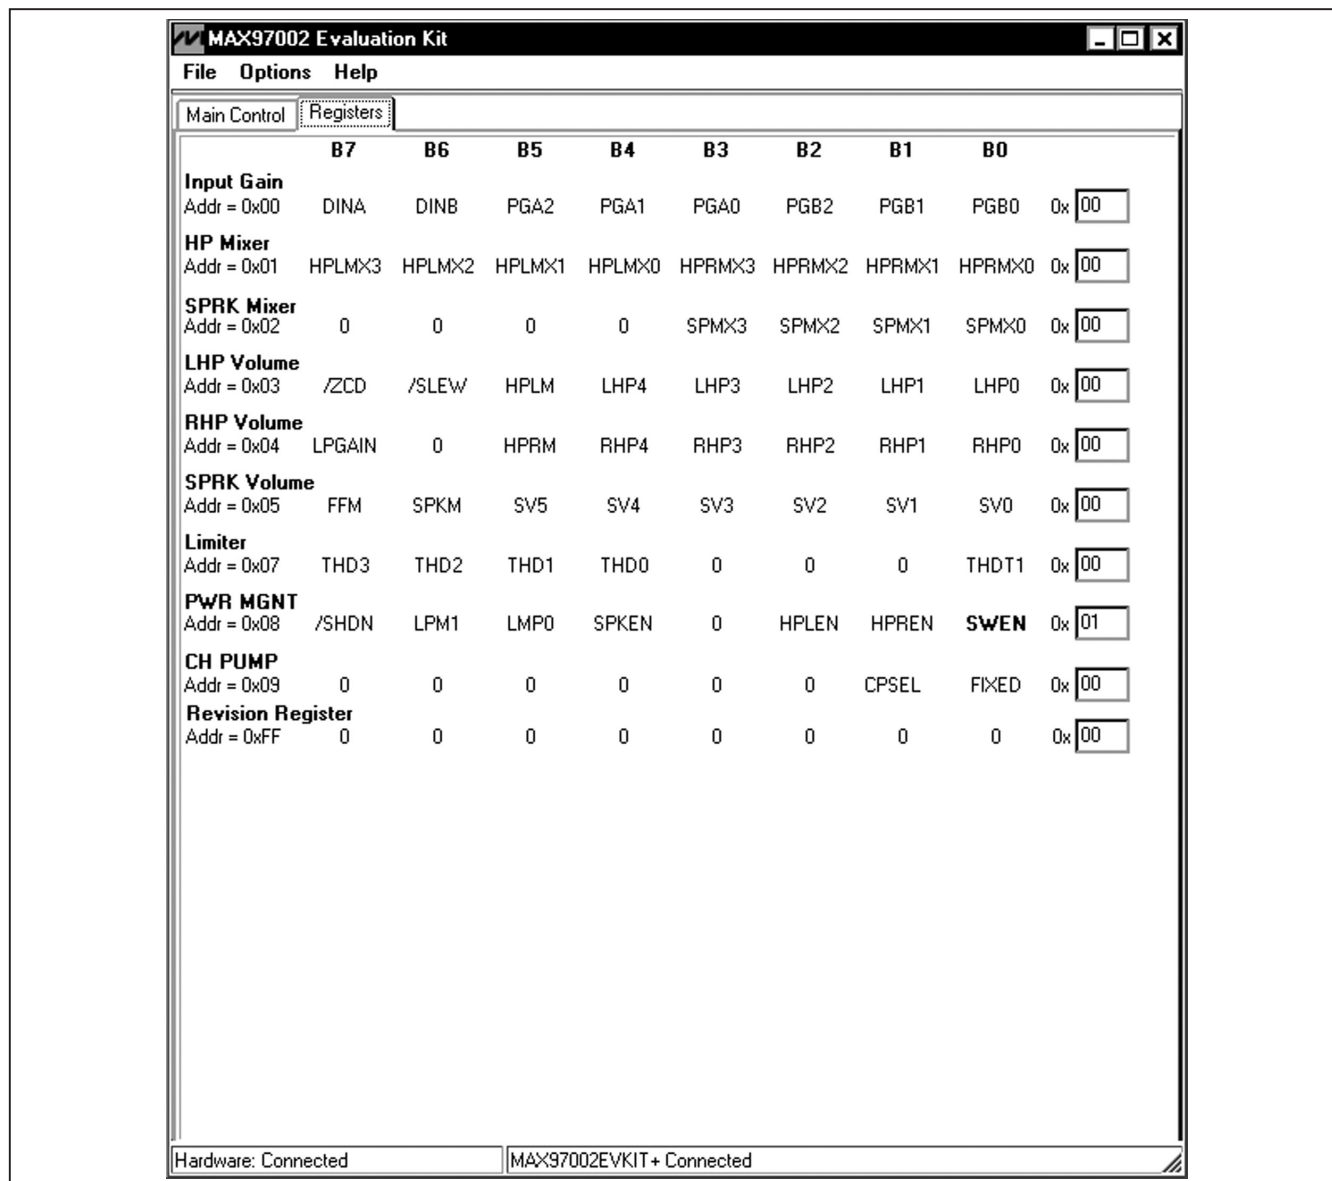 MAX97002 Evaluation Kit
File Options Help
Main Control Registers
B7 B6 B5 B4 B3 B2 B1 B0
Input Gain
Addr = 0x00 DINA DINB PGA2 PGA1 PGA0 PGB2 PGB1 PGB0 0x 00
HP Mixer
Addr = 0x01 HPLMX3 HPLMX2 HPLMX1 HPLMX0 HPRMX3 HPRMX2 HPRMX1 HPRMX0 0x 00
SPRK Mixer
Addr = 0x02 0 0 0 0 SPMX3 SPMX2 SPMX1 SPMX0 0x 00
LHP Volume
Addr = 0x03 /ZCD /SLEW HPLM LHP4 LHP3 LHP2 LHP1 LHP0 0x 00
RHP Volume
Addr = 0x04 LPGAIN 0 HPRM RHP4 RHP3 RHP2 RHP1 RHP0 0x 00
SPRK Volume
Addr = 0x05 FFM SPKM SV5 SV4 SV3 SV2 SV1 SV0 0x 00
Limiter
Addr = 0x07 THD3 THD2 THD1 THD0 0 0 0 THDT1 0x 00
PWR MGNT
Addr = 0x08 /SHDN LPM1 LMP0 SPKEN 0 HPLEN HPREN SWEN 0x 01
CH PUMP
Addr = 0x09 0 0 0 0 0 0 CPSEL FIXED 0x 00
Revision Register
Addr = 0xFF 0 0 0 0 0 0 0 0 0x 00
Hardware: Connected MAX97002EVKIT+ Connected